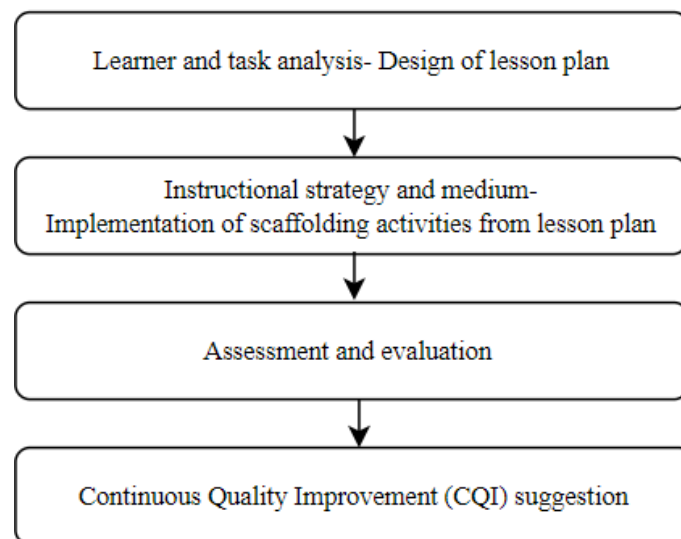 Learner and task analysis- Design of lesson plan
Instructional strategy and medium-
Implementation of scaffolding activities from lesson plan
Assessment and evaluation
Continuous Quality Improvement (CQI) suggestion